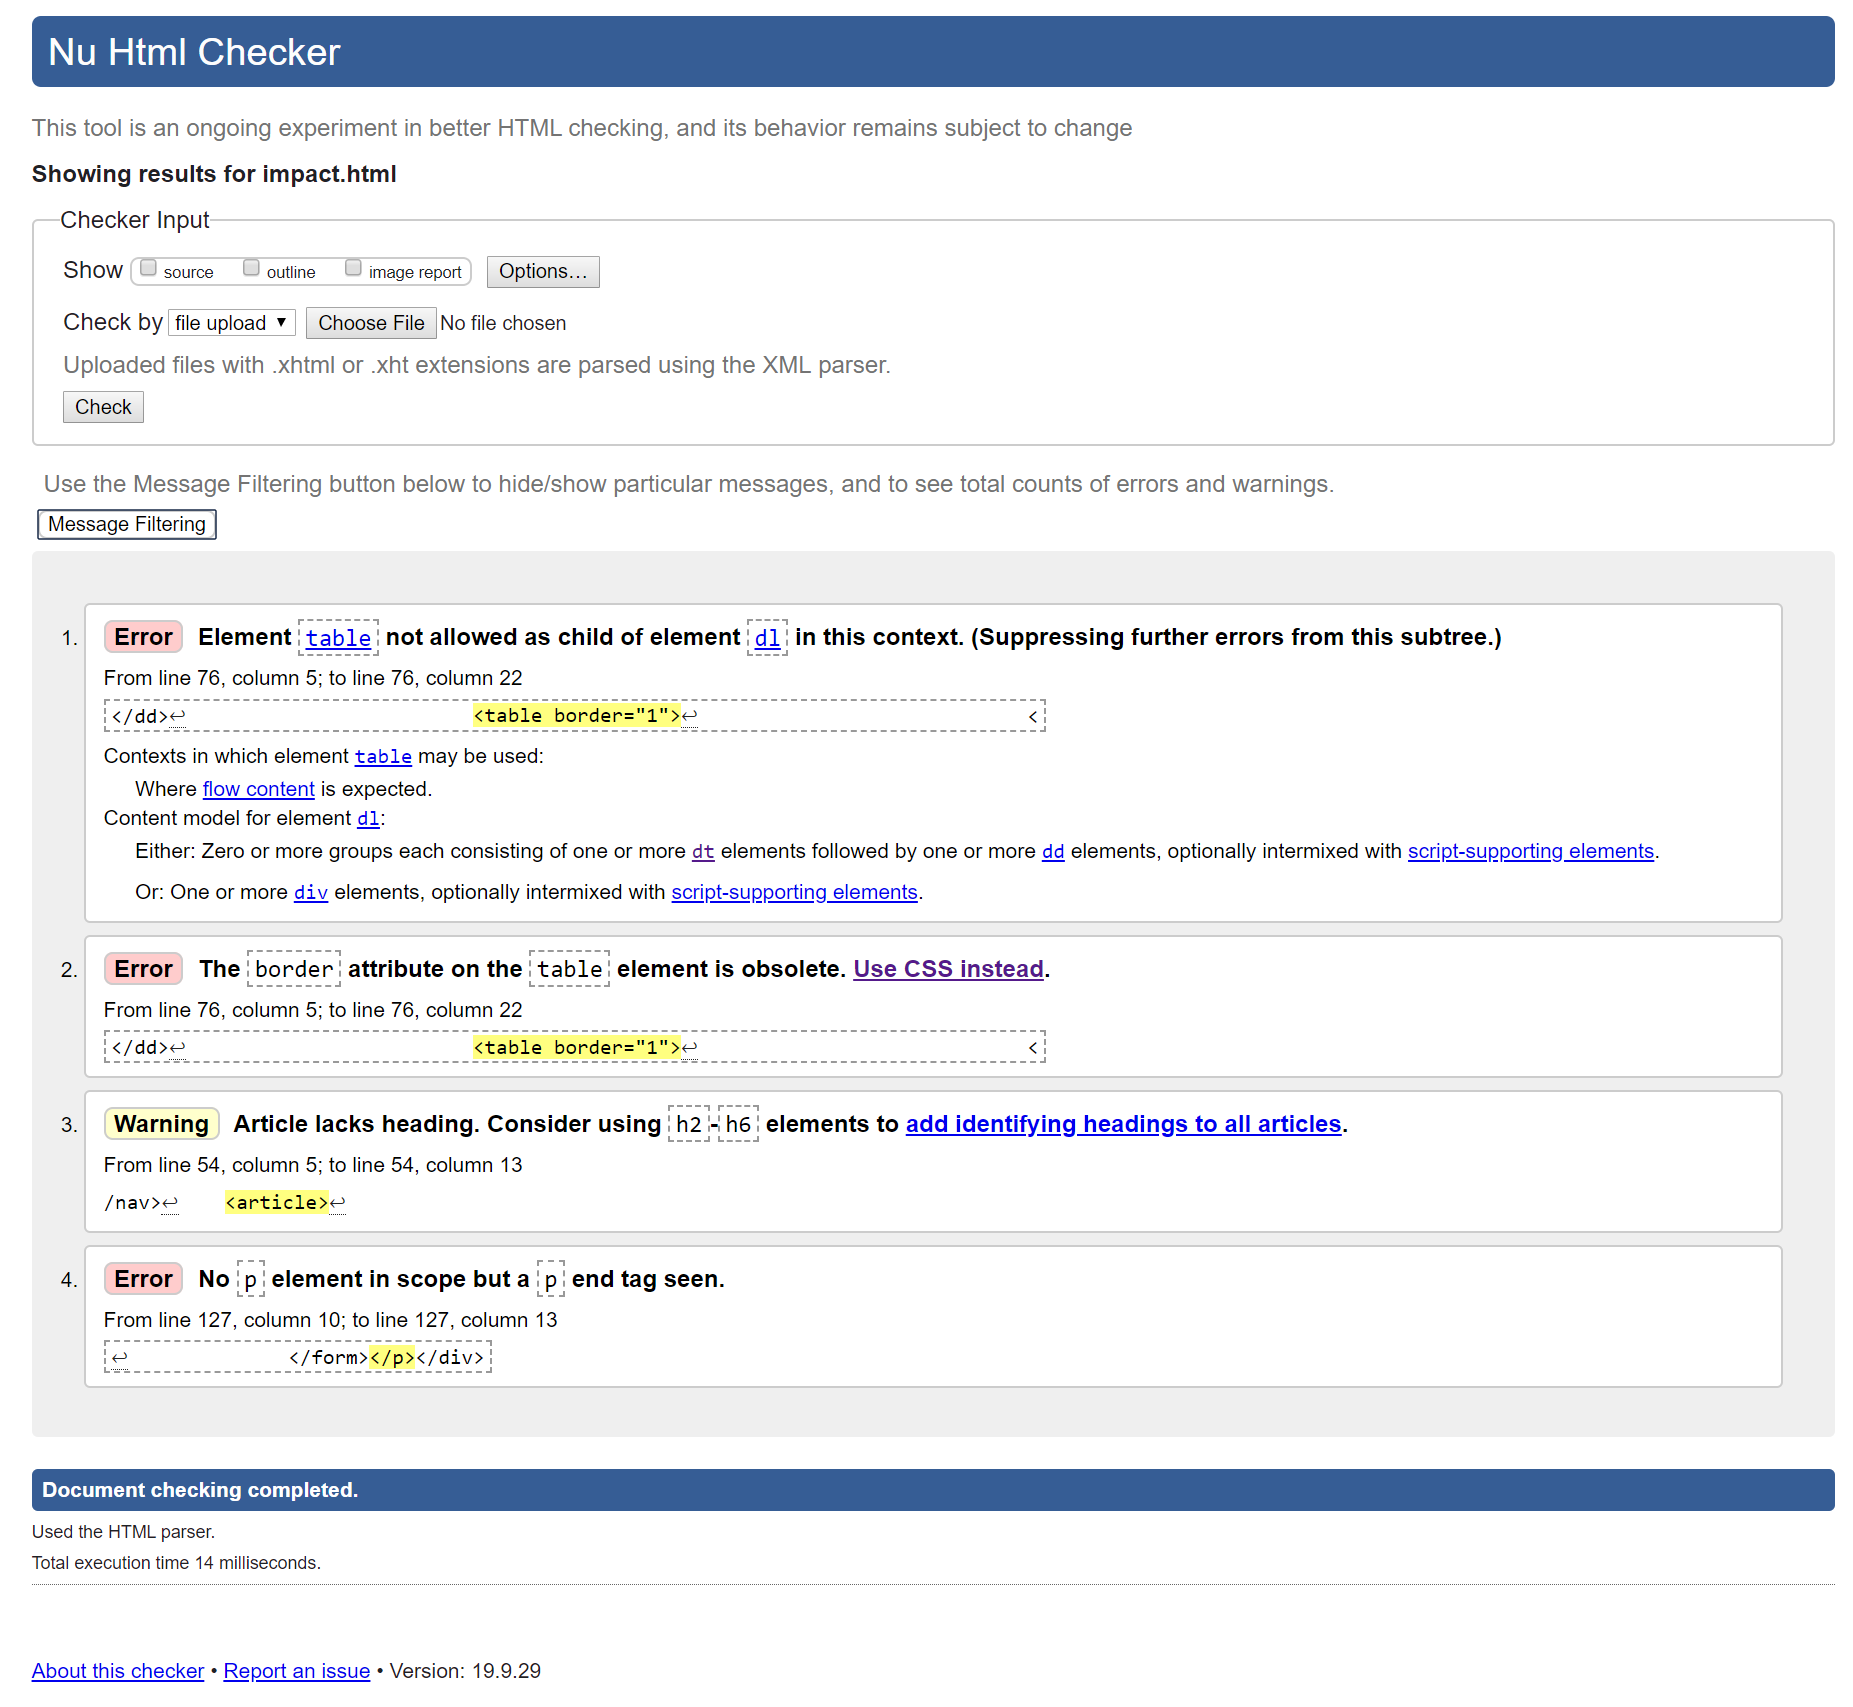 Nu Html Checker
This tool is an ongoing experiment in better HTML checking, and its behavior remains subject to change
Showing results for impact.html
Checker Input
Show source outline image report Options...
Check by file upload ▼ Choose File No file chosen
Uploaded files with .xhtml or .xht extensions are parsed using the XML parser.
Check
Use the Message Filtering button below to hide/show particular messages, and to see total counts of errors and warnings.
Message Filtering
1. Error Element table not allowed as child of element dl in this context. (Suppressing further errors from this subtree.)
From line 76, column 5; to line 76, column 22
</dd>↩ <table border="1">↩ <
Contexts in which element table may be used:
Where flow content is expected.
Content model for element dl:
Either: Zero or more groups each consisting of one or more dt elements followed by one or more dd elements, optionally intermixed with script-supporting elements.
Or: One or more div elements, optionally intermixed with script-supporting elements.
2. Error The border attribute on the table element is obsolete. Use CSS instead.
From line 76, column 5; to line 76, column 22
</dd>↩ <table border="1">↩ <
3. Warning Article lacks heading. Consider using h2-h6 elements to add identifying headings to all articles.
From line 54, column 5; to line 54, column 13
/nav>↩ <article>↩
4. Error No p element in scope but a p end tag seen.
From line 127, column 10; to line 127, column 13
↩ </form></p></div>
Document checking completed.
Used the HTML parser.
Total execution time 14 milliseconds.
About this checker • Report an issue • Version: 19.9.29